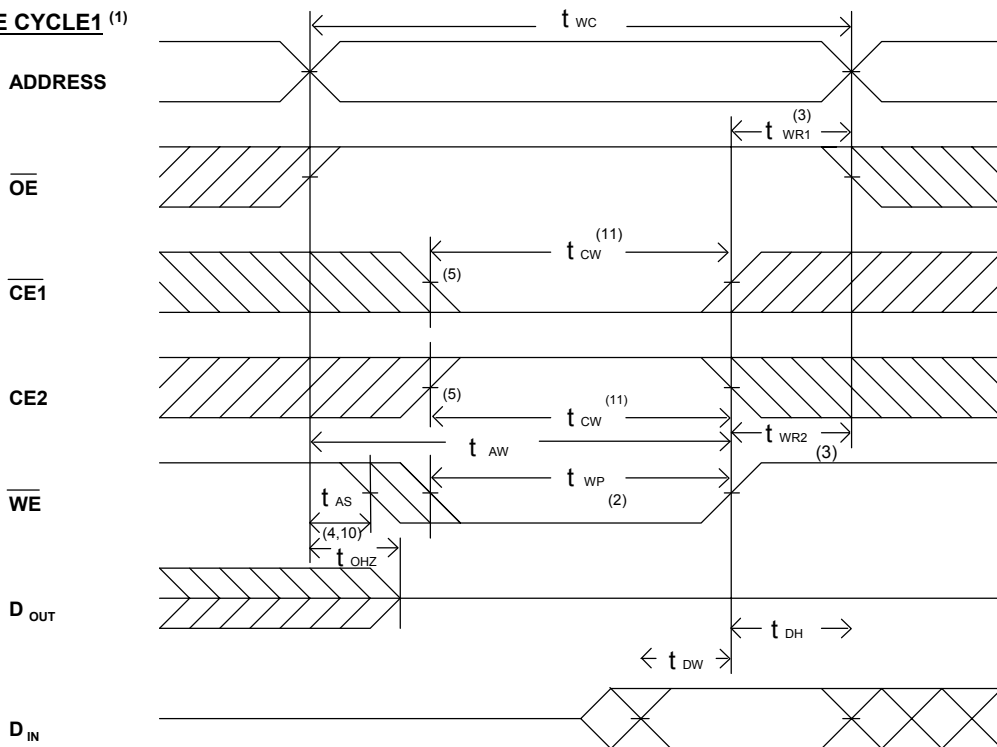 E CYCLE1 (1)
t WC
ADDRESS
(3)
t WR1
OE
(11)
t CW
(5)
CE1
CE2
(5)
(11)
t CW
t AW
t WR2
(3)
WE
t WP
(2)
t AS
(4,10)
t OHZ
D OUT
t DH
t DW
D IN